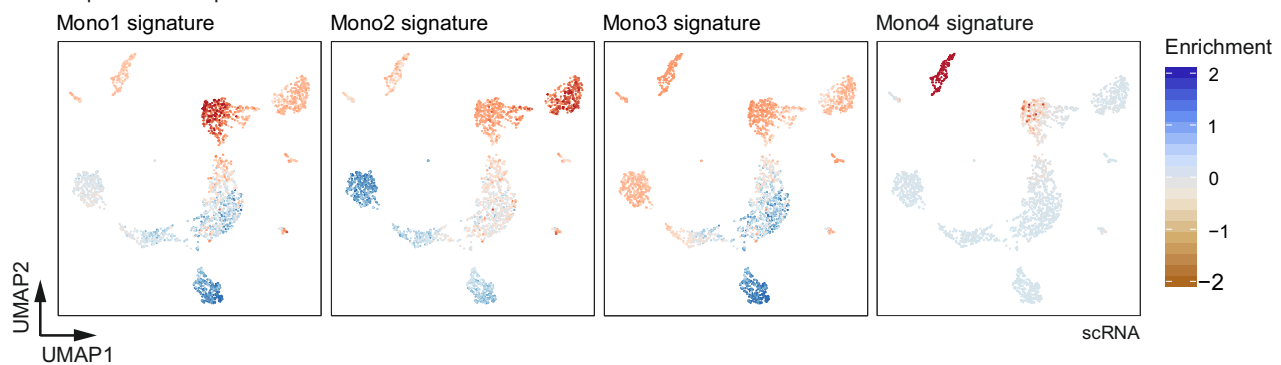 Mono1 signature
Mono2 signature
Mono3 signature
Mono4 signature
Enrichment
2
1
0
−1
−2
scRNA
UMAP2
UMAP1